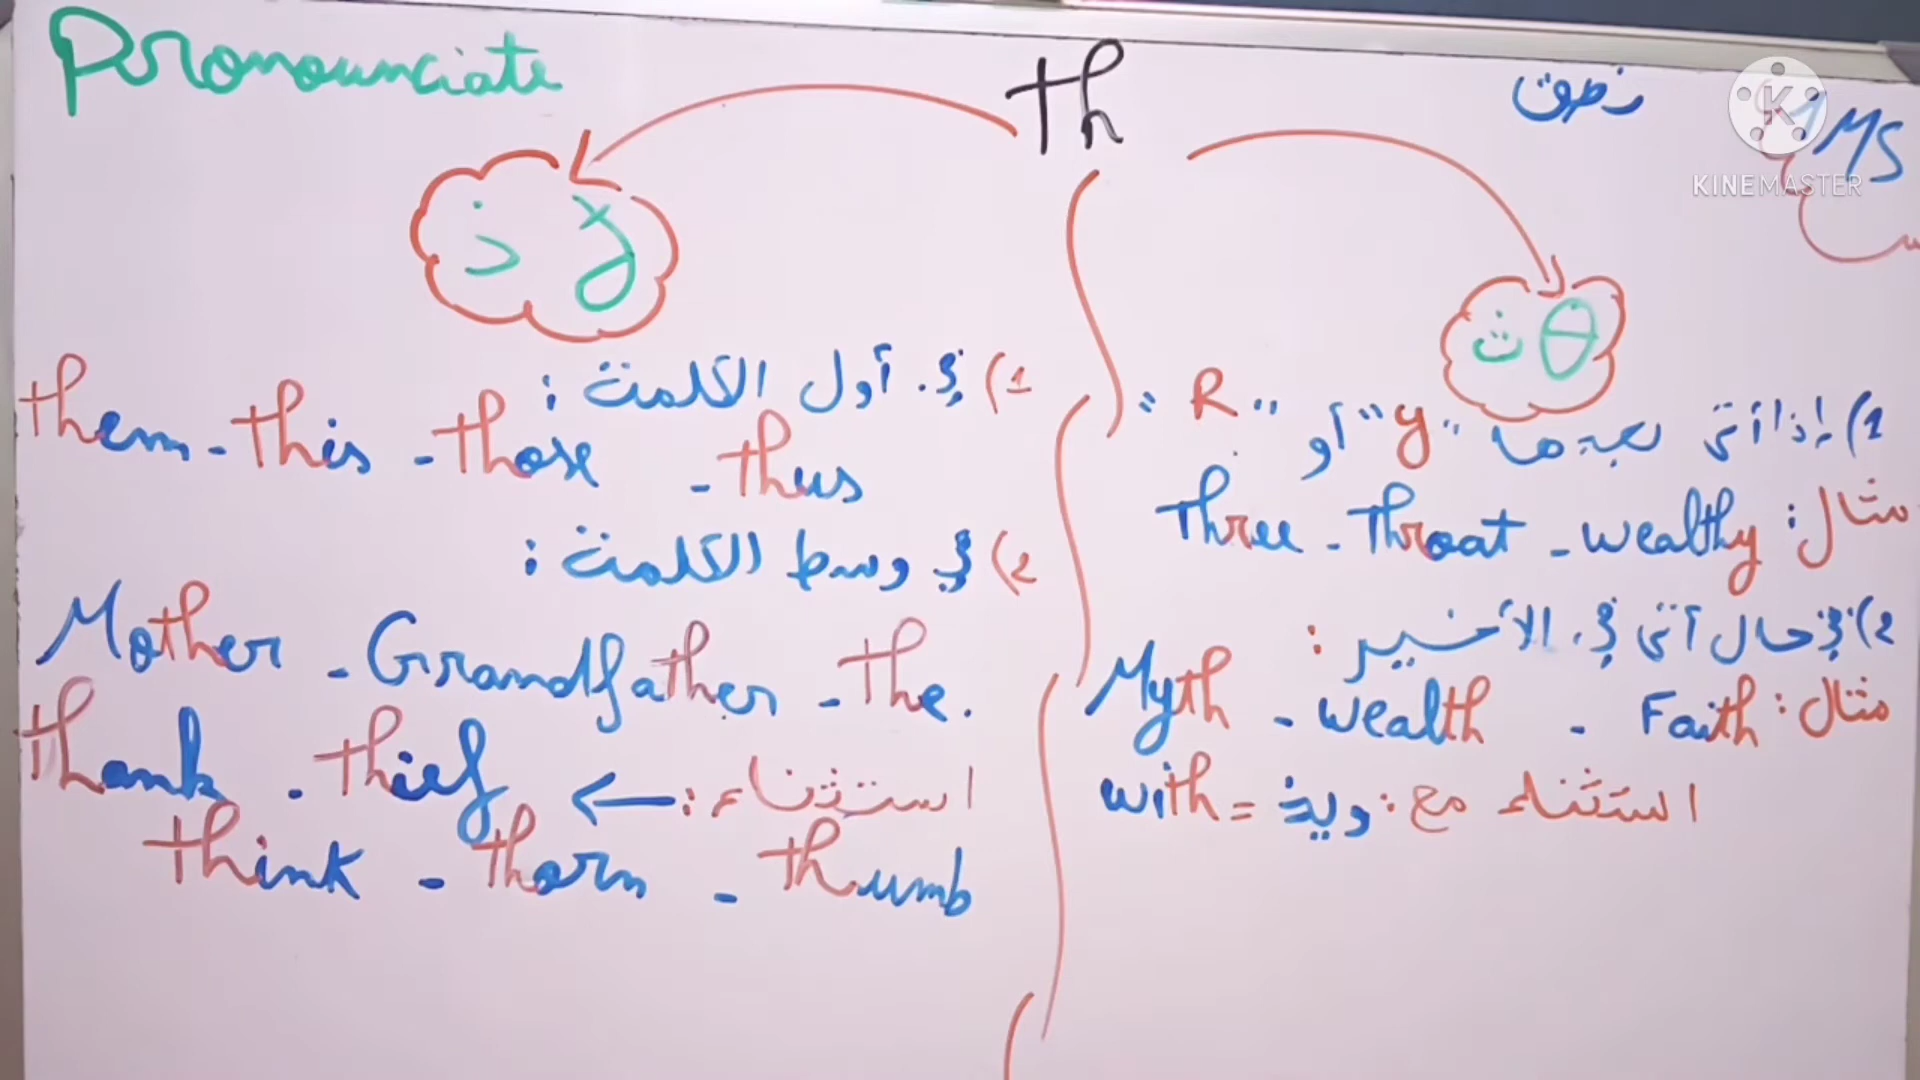 Pronounciate
th
نطق
MS
KINEMASTER
ذ ð
1) في أول الكلمة :
them - this - those - thus
2) في وسط الكلمة :
Mother - Grandfather - the.
استثناء : ← thank - thief
think - thorn - thumb
ث θ
1) إذا أتى بعدها "y" أو "R" :
مثال : Three - Throat - wealthy
2) في حال أتى في الأخير :
مثال : Myth - wealth - Faith
استثناء مع : with = ويذ